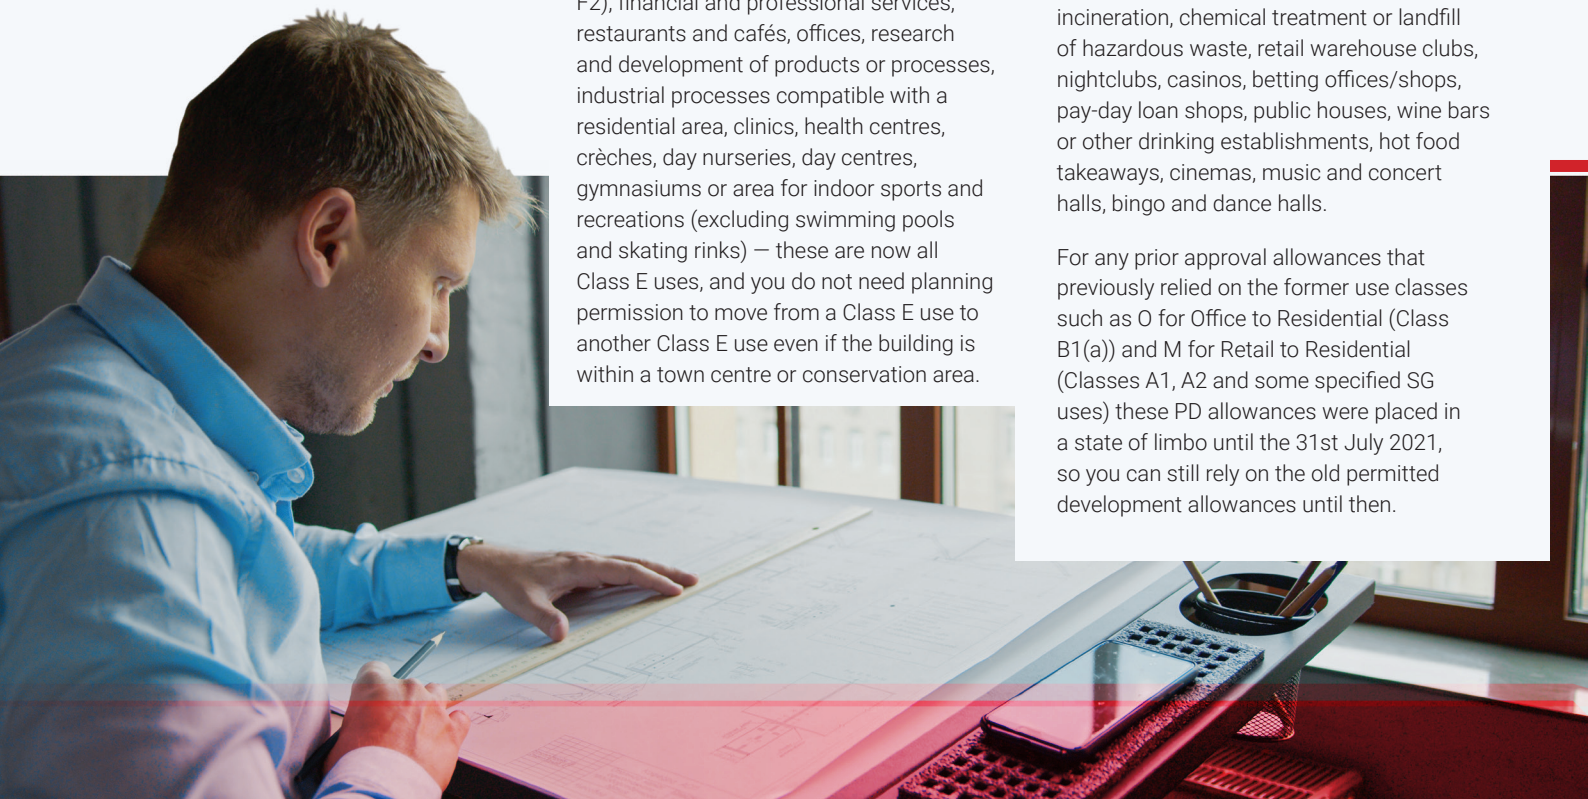 F2), financial and professional services,
restaurants and cafés, offices, research
and development of products or processes,
industrial processes compatible with a
residential area, clinics, health centres,
crèches, day nurseries, day centres,
gymnasiums or area for indoor sports and
recreations (excluding swimming pools
and skating rinks) — these are now all
Class E uses, and you do not need planning
permission to move from a Class E use to
another Class E use even if the building is
within a town centre or conservation area.
incineration, chemical treatment or landfill
of hazardous waste, retail warehouse clubs,
nightclubs, casinos, betting offices/shops,
pay-day loan shops, public houses, wine bars
or other drinking establishments, hot food
takeaways, cinemas, music and concert
halls, bingo and dance halls.
For any prior approval allowances that
previously relied on the former use classes
such as O for Office to Residential (Class
B1(a)) and M for Retail to Residential
(Classes A1, A2 and some specified SG
uses) these PD allowances were placed in
a state of limbo until the 31st July 2021,
so you can still rely on the old permitted
development allowances until then.